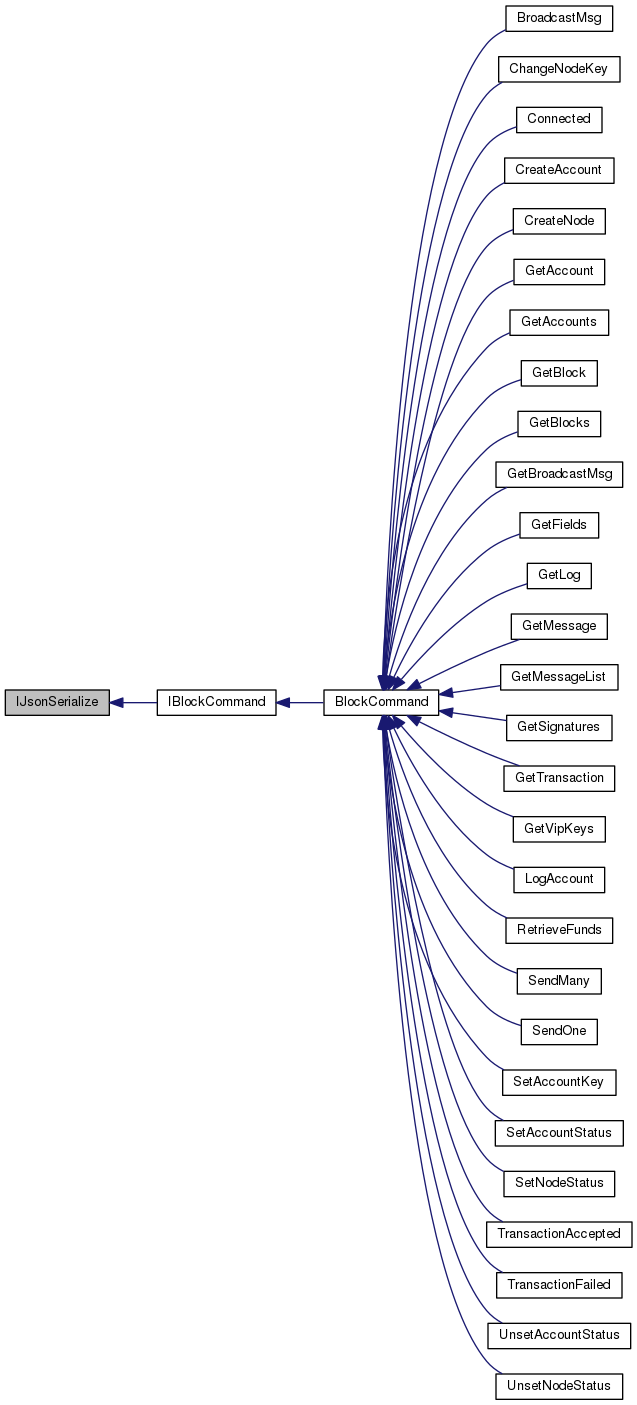 BroadcastMsg
ChangeNodeKey
Connected
CreateAccount
CreateNode
GetAccount
GetAccounts
GetBlock
GetBlocks
GetBroadcastMsg
GetFields
GetLog
GetMessage
GetMessageList
IJsonSerialize
IBlockCommand
BlockCommand
GetSignatures
GetTransaction
GetVipKeys
LogAccount
RetrieveFunds
SendMany
SendOne
SetAccountKey
SetAccountStatus
SetNodeStatus
TransactionAccepted
TransactionFailed
UnsetAccountStatus
UnsetNodeStatus